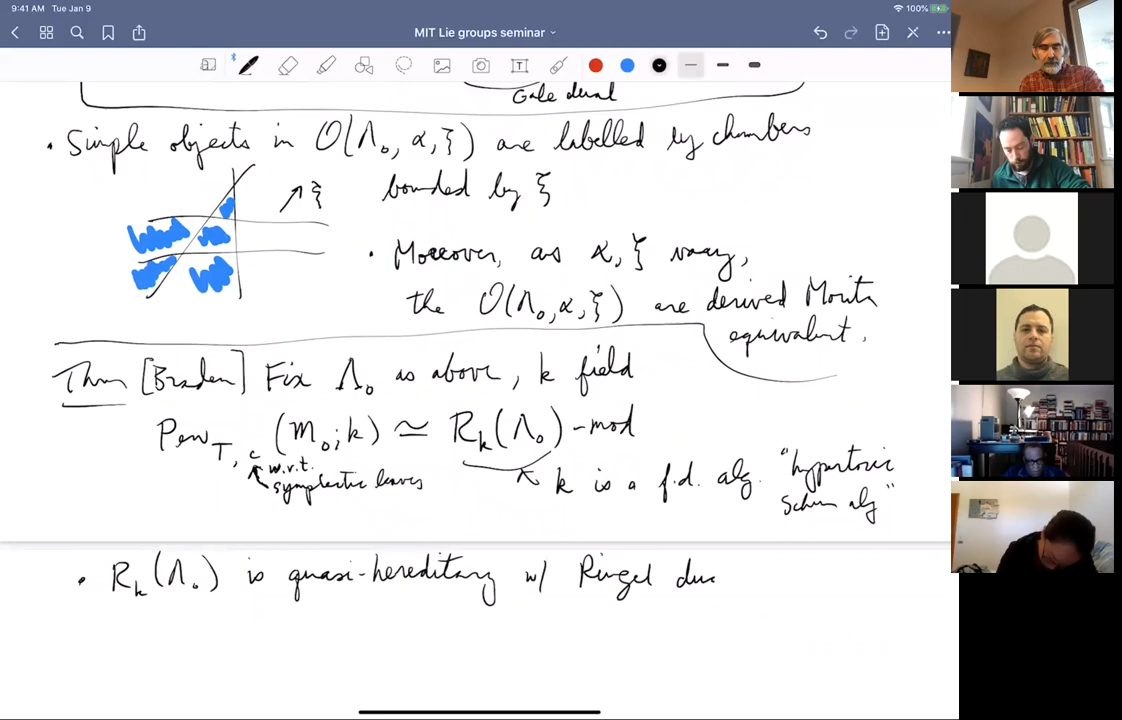 9:41 AM Tue Jan 9
100%
MIT Lie groups seminar
Gale dual
• Simple objects in O(Λ₀, α, ξ) are labelled by chambers
bounded by ξ
↗ ξ
• Moreover, as α, ξ vary,
the O(Λ₀, α, ξ) are derived Morita
equivalent.
Thm [Braden] Fix Λ₀ as above, k field
Perv_T,c (m₀; k) ≃ R_k(Λ₀)-mod
w.r.t.
symplectic leaves
k is a f.d. alg. "hypertoric
Schur alg"
• R_k(Λ₀) is quasi-hereditary w/ Ringel dua